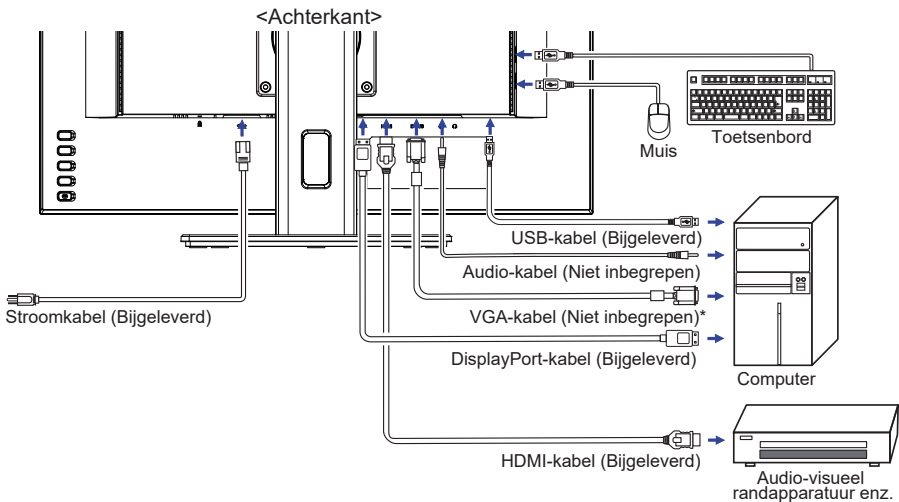 <Achterkant>
Toetsenbord
Muis
USB-kabel (Bijgeleverd)
Audio-kabel (Niet inbegrepen)
Stroomkabel (Bijgeleverd)
VGA-kabel (Niet inbegrepen)*
DisplayPort-kabel (Bijgeleverd)
Computer
HDMI-kabel (Bijgeleverd)
Audio-visueel
randapparatuur enz.